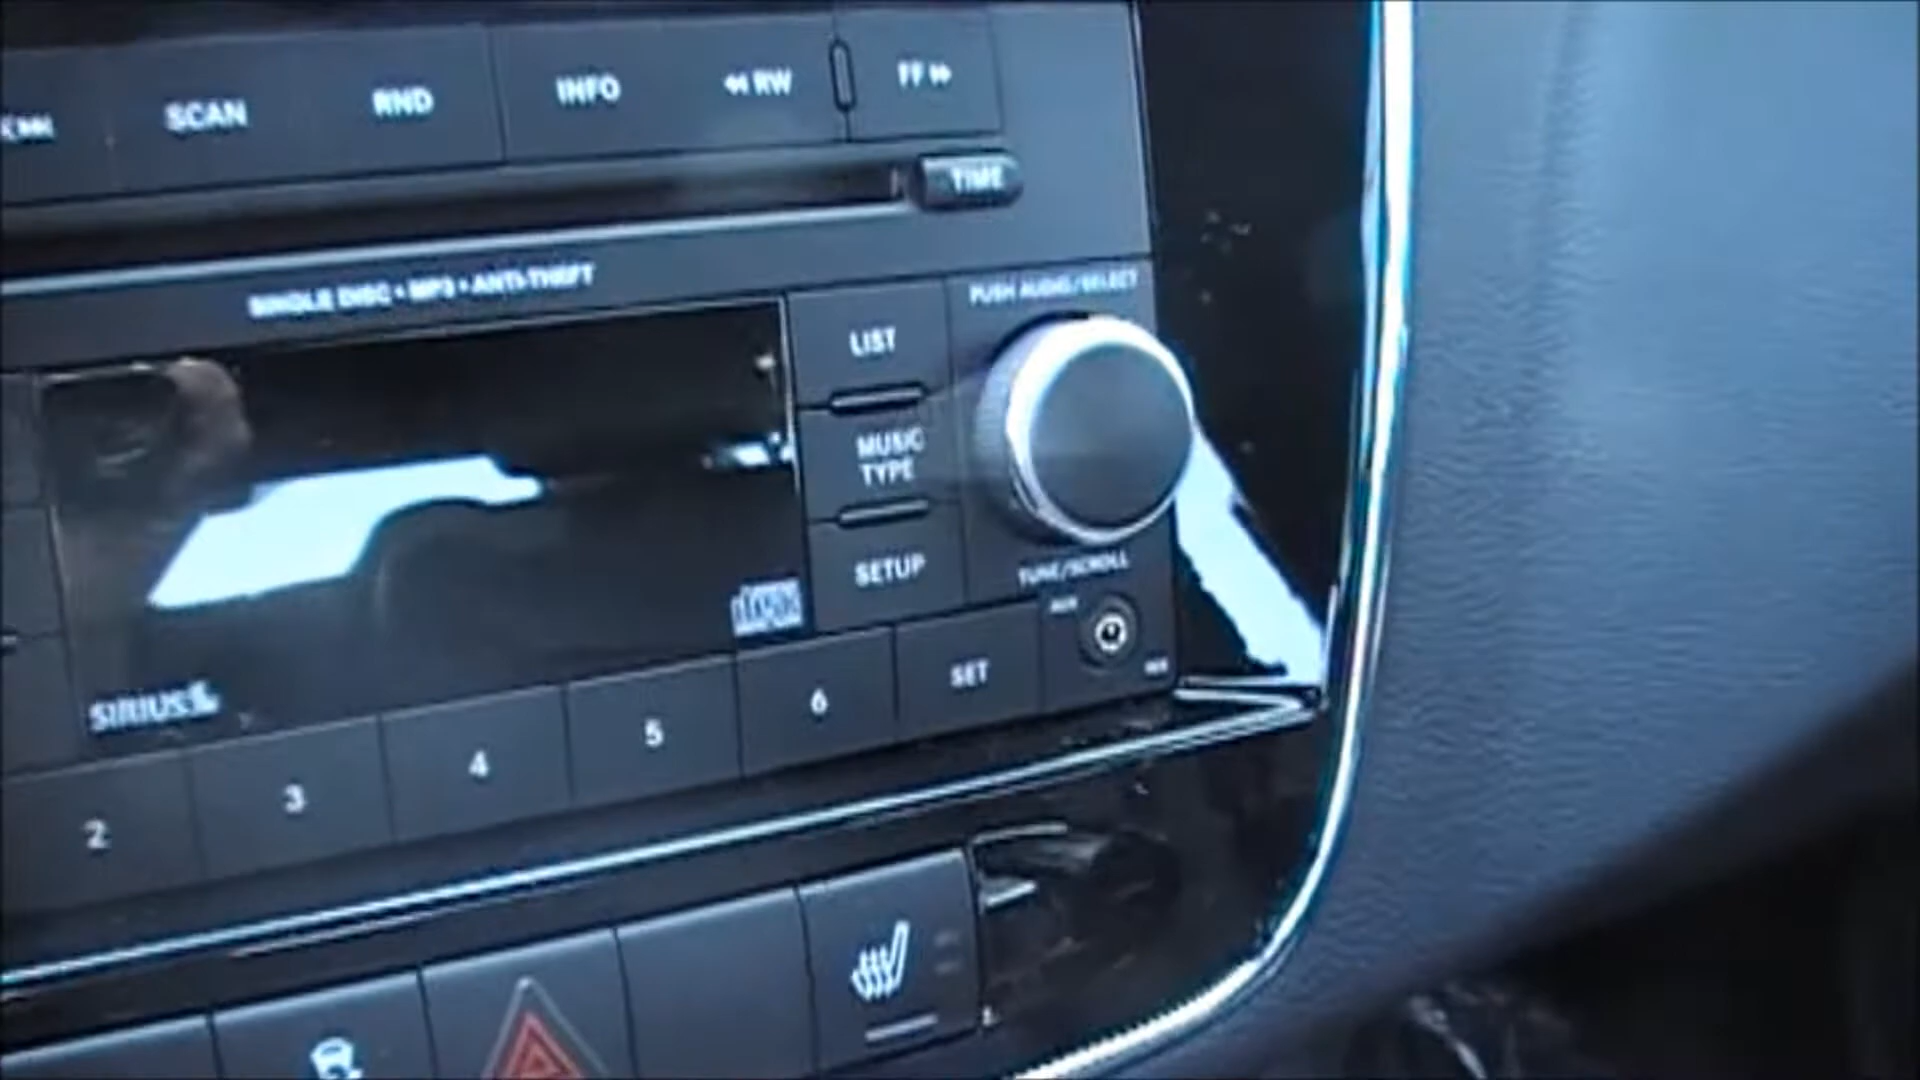 SCAN
RND
INFO
RW
FF
TIME
SINGLE DISC • MP3 • ANTI-THEFT
LIST
PUSH AUDIO/SELECT
MUSIC
TYPE
SETUP
TUNE/SCROLL
AUX
SIRIUS
2
3
4
5
6
SET